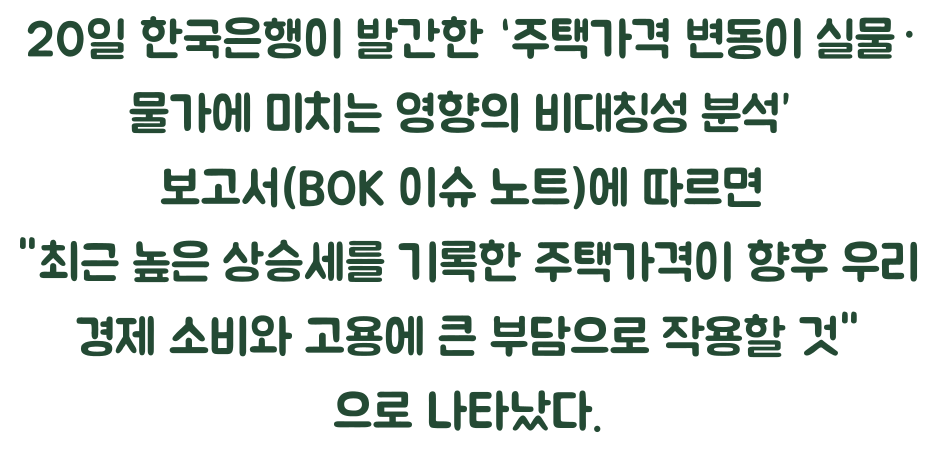 20일 한국은행이 발간한 '주택가격 변동이 실물·
물가에 미치는 영향의 비대칭성 분석'
보고서(BOK 이슈 노트)에 따르면
"최근 높은 상승세를 기록한 주택가격이 향후 우리
경제 소비와 고용에 큰 부담으로 작용할 것"
으로 나타났다.